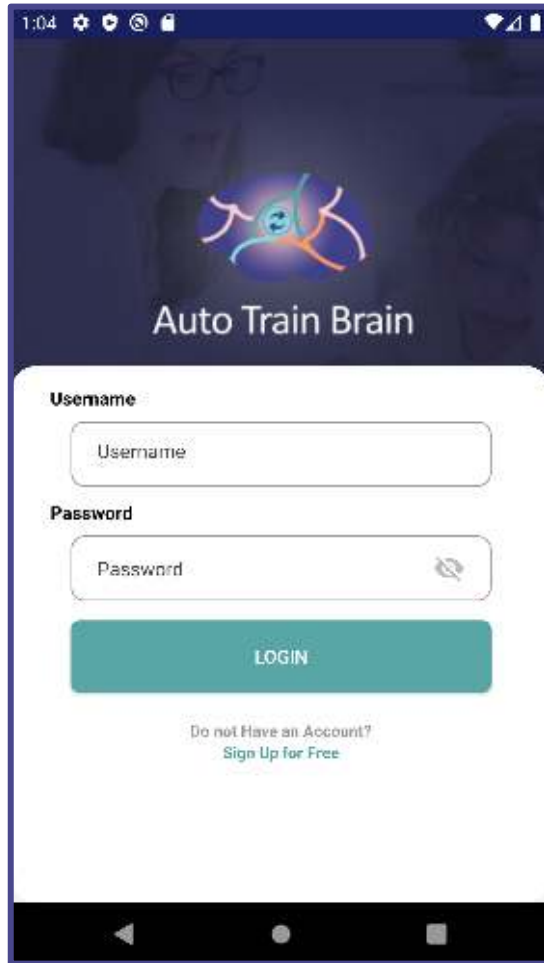 1:04
Auto Train Brain
Username
Username
Password
Password
LOGIN
Do not Have an Account?
Sign Up for Free